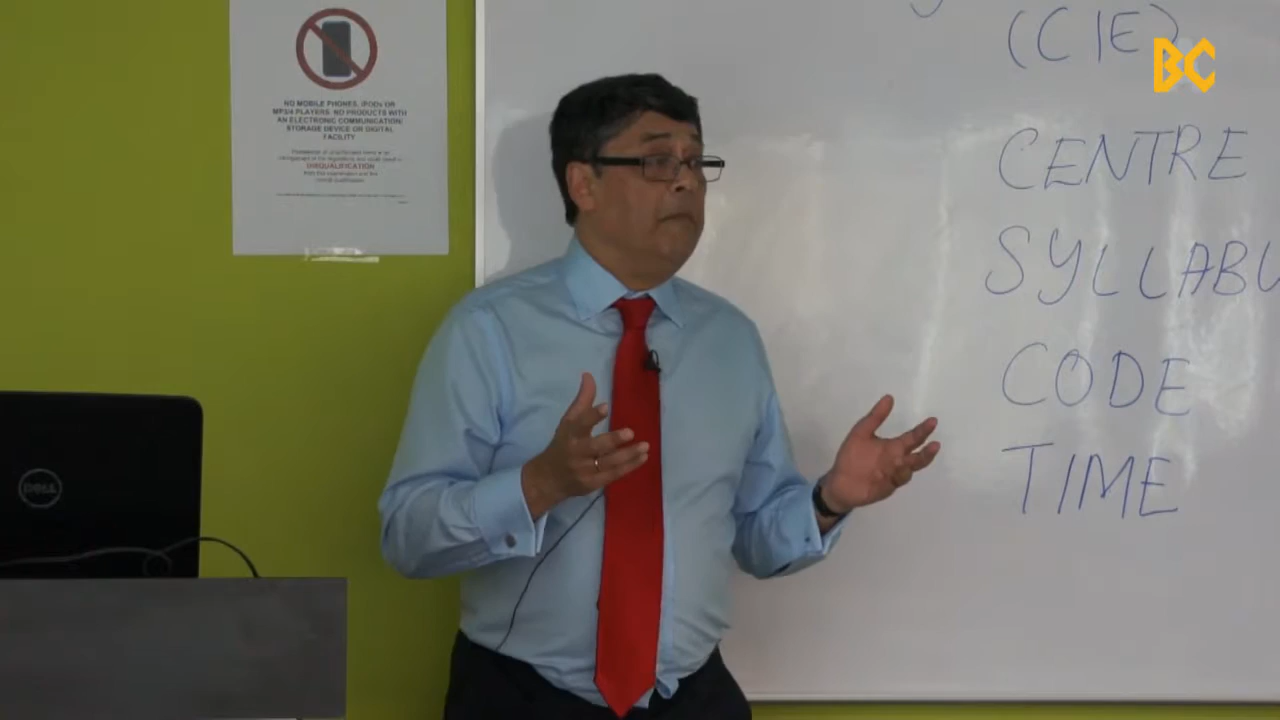 NO MOBILE PHONES, iPODs OR
MP3/4 PLAYERS. NO PRODUCTS WITH
AN ELECTRONIC COMMUNICATION/
STORAGE DEVICE OR DIGITAL
FACILITY
DISQUALIFICATION
(CIE)
BC
CENTRE
SYLLABU
CODE
TIME
DELL